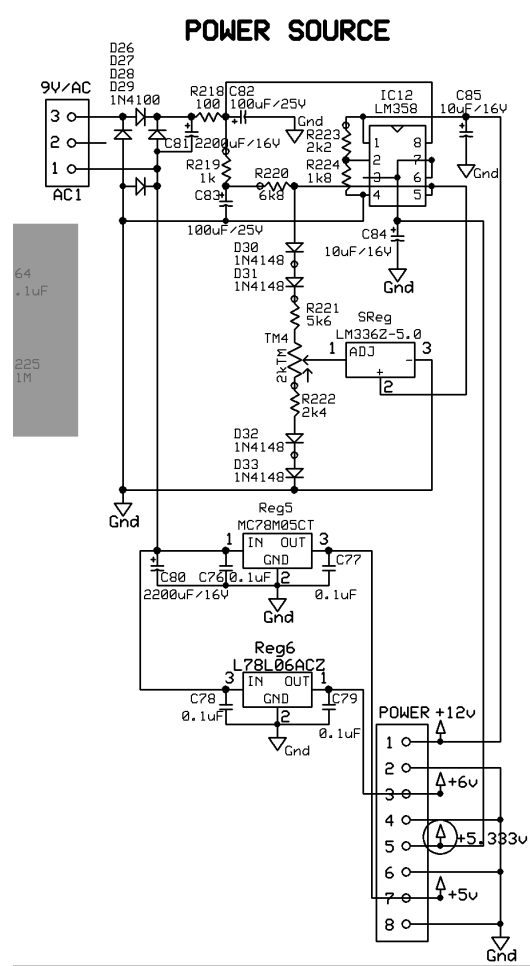 POWER SOURCE
D26
D27
D28
D29
1N4100
9V/AC
3
2
1
AC1
R218
100
C82
100uF/25V
Gnd
C81
2200uF/16V
R219
1k
C83
100uF/25V
R220
6k8
R223
2k2
R224
1k8
IC12
LM358
1
2
3
4
8
7
6
5
C85
10uF/16V
Gnd
C84
10uF/16V
Gnd
64
.1uF
225
1M
D30
1N4148
D31
1N4148
R221
5k6
TM4
2kTM
R222
2k4
SReg
LM336Z-5.0
1
ADJ
-
3
+
2
D32
1N4148
D33
1N4148
Gnd
Reg5
MC78M05CT
1
IN
OUT
3
GND
2
C80
2200uF/16V
C76
0.1uF
C77
0.1uF
Gnd
Reg6
L78L06ACZ
3
IN
OUT
1
GND
2
C78
0.1uF
C79
0.1uF
Gnd
POWER
+12v
1
2
3
+6v
4
5
+5.333v
6
7
+5v
8
Gnd